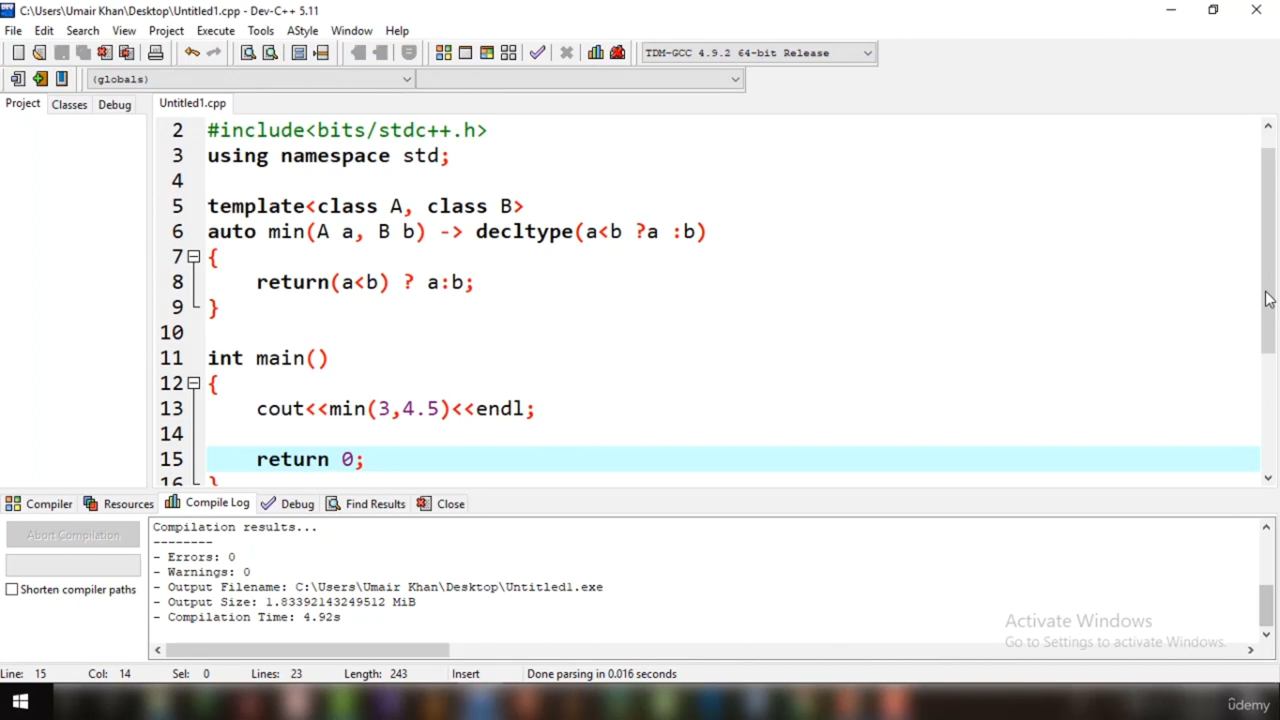 C:\Users\Umair Khan\Desktop\Untitled1.cpp - Dev-C++ 5.11
File Edit Search View Project Execute Tools AStyle Window Help
TDM-GCC 4.9.2 64-bit Release
(globals)
Project Classes Debug Untitled1.cpp
2 #include<bits/stdc++.h>
3 using namespace std;
4
5 template<class A, class B>
6 auto min(A a, B b) -> decltype(a<b ?a :b)
7 {
8 return(a<b) ? a:b;
9 }
10
11 int main()
12 {
13 cout<<min(3,4.5)<<endl;
14
15 return 0;
16 }
Compiler Resources Compile Log Debug Find Results Close
Abort Compilation
Shorten compiler paths
Compilation results...
--------
- Errors: 0
- Warnings: 0
- Output Filename: C:\Users\Umair Khan\Desktop\Untitled1.exe
- Output Size: 1.83392143249512 MiB
- Compilation Time: 4.92s
Activate Windows
Go to Settings to activate Windows.
Line: 15 Col: 14 Sel: 0 Lines: 23 Length: 243 Insert Done parsing in 0.016 seconds
ûdemy